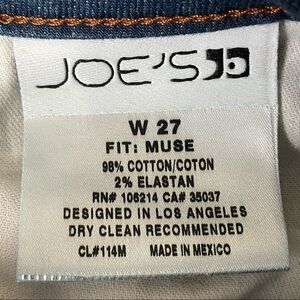 JOE'S
W 27
FIT: MUSE
98% COTTON/COTON
2% ELASTAN
RN# 106214 CA# 35037
DESIGNED IN LOS ANGELES
DRY CLEAN RECOMMENDED
CL#114M MADE IN MEXICO